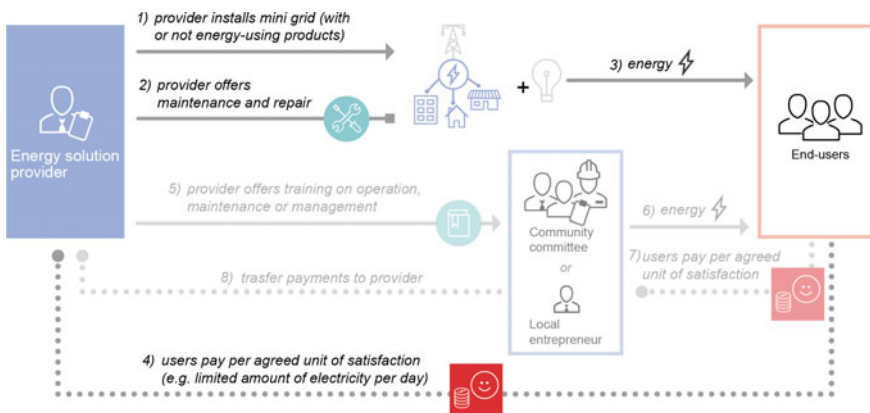 1) provider installs mini grid (with
or not energy-using products)
2) provider offers
maintenance and repair
+
3) energy
Energy solution
provider
End-users
5) provider offers training on operation,
maintenance or management
Community
committee
or
Local
entrepreneur
6) energy
7) users pay per agreed
unit of satisfaction
8) trasfer payments to provider
4) users pay per agreed unit of satisfaction
(e.g. limited amount of electricity per day)